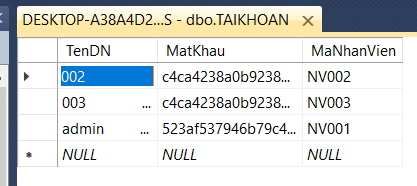 DESKTOP-A38A4D2...S - dbo.TAIKHOAN
TenDN MatKhau MaNhanVien
002 c4ca4238a0b9238... NV002
003 ... c4ca4238a0b9238... NV003
admin ... 523af537946b79c4... NV001
NULL NULL NULL